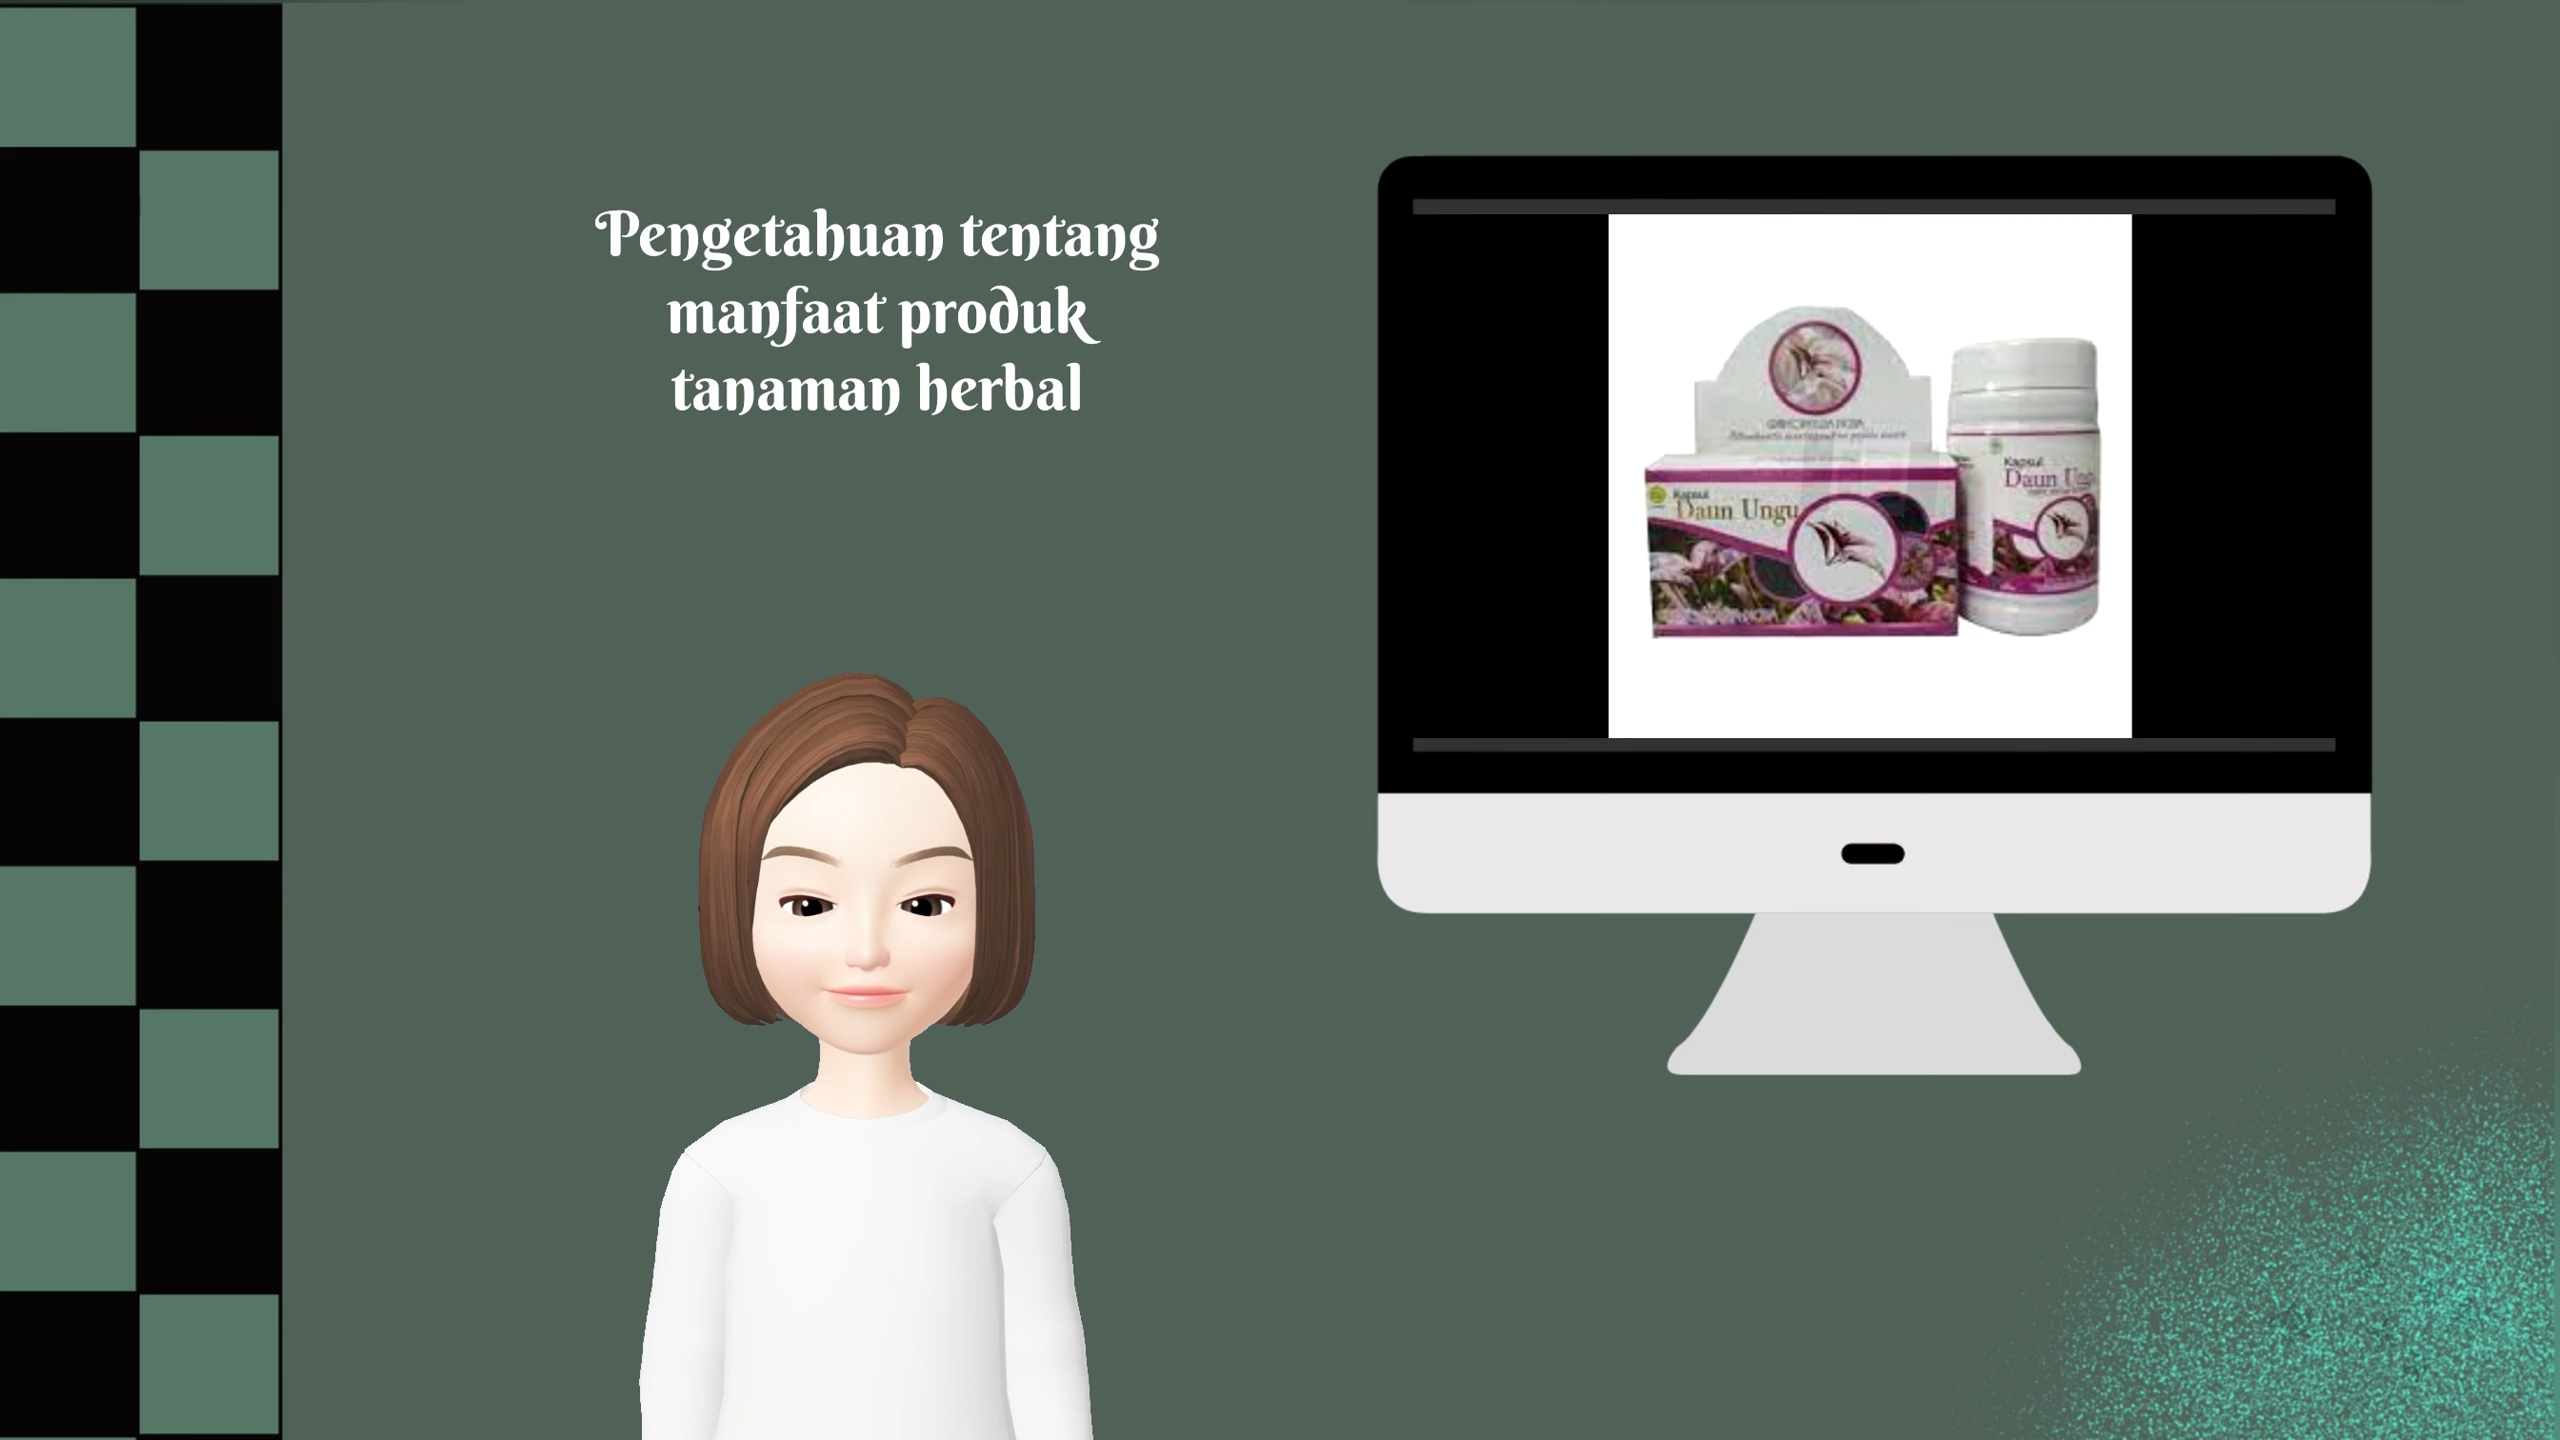 Pengetahuan tentang
manfaat produk
tanaman herbal
Kapsul
Daun Ungu
Kapsul
Daun Ungu